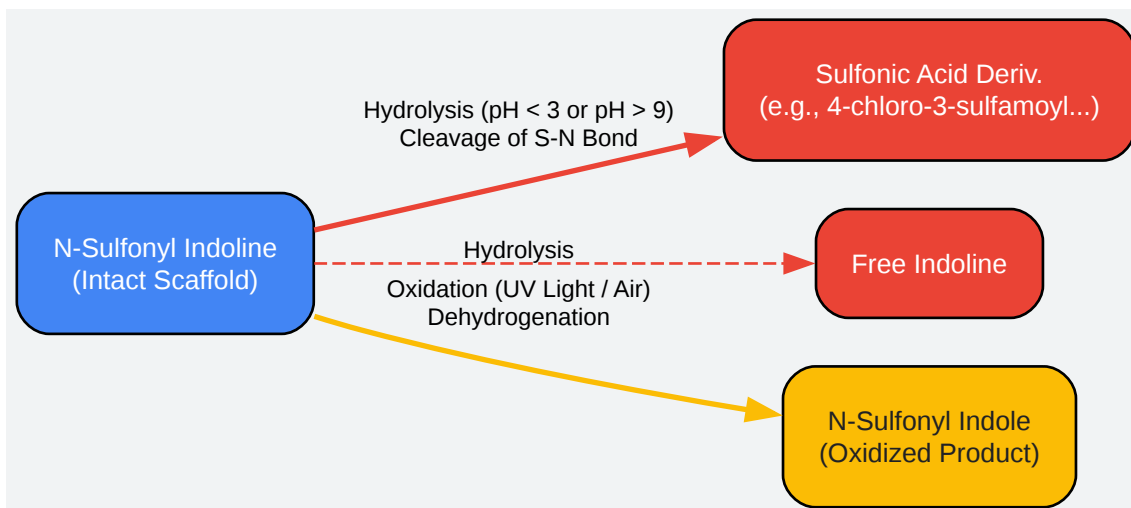 Sulfonic Acid Deriv.
(e.g., 4-chloro-3-sulfamoyl...)
Hydrolysis (pH < 3 or pH > 9)
Cleavage of S-N Bond
N-Sulfonyl Indoline
(Intact Scaffold)
Hydrolysis
Free Indoline
Oxidation (UV Light / Air)
Dehydrogenation
N-Sulfonyl Indole
(Oxidized Product)